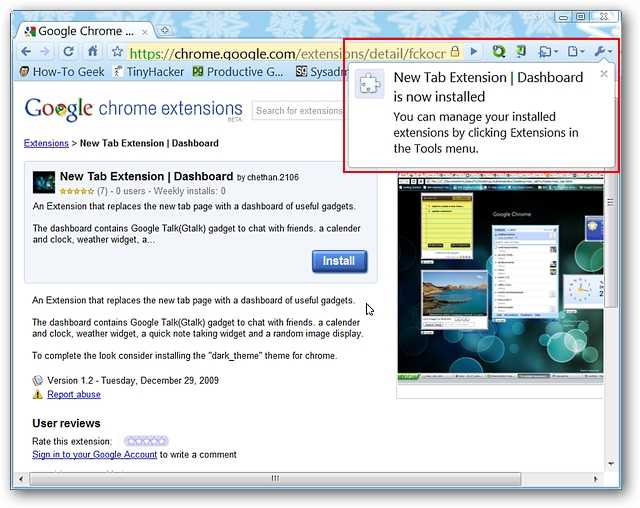 Google Chrome ...
https://chrome.google.com/extensions/detail/fckocr
How-To Geek
TinyHacker
Productive G...
Sysadm
New Tab Extension | Dashboard
is now installed
You can manage your installed
extensions by clicking Extensions in
the Tools menu.
Google chrome extensions
BETA
Search for extensions
Extensions > New Tab Extension | Dashboard
New Tab Extension | Dashboard by chethan.2106
(7) - 0 users - Weekly installs: 0
An Extension that replaces the new tab page with a dashboard of useful gadgets.
The dashboard contains Google Talk(Gtalk) gadget to chat with friends. a calender
and clock, weather widget, a...
Install
Google Chrome
An Extension that replaces the new tab page with a dashboard of useful gadgets.
The dashboard contains Google Talk(Gtalk) gadget to chat with friends. a calender
and clock, weather widget, a quick note taking widget and a random image display.
To complete the look consider installing the "dark_theme" theme for chrome.
Version 1.2 - Tuesday, December 29, 2009
Report abuse
User reviews
Rate this extension:
Sign in to your Google Account to write a comment